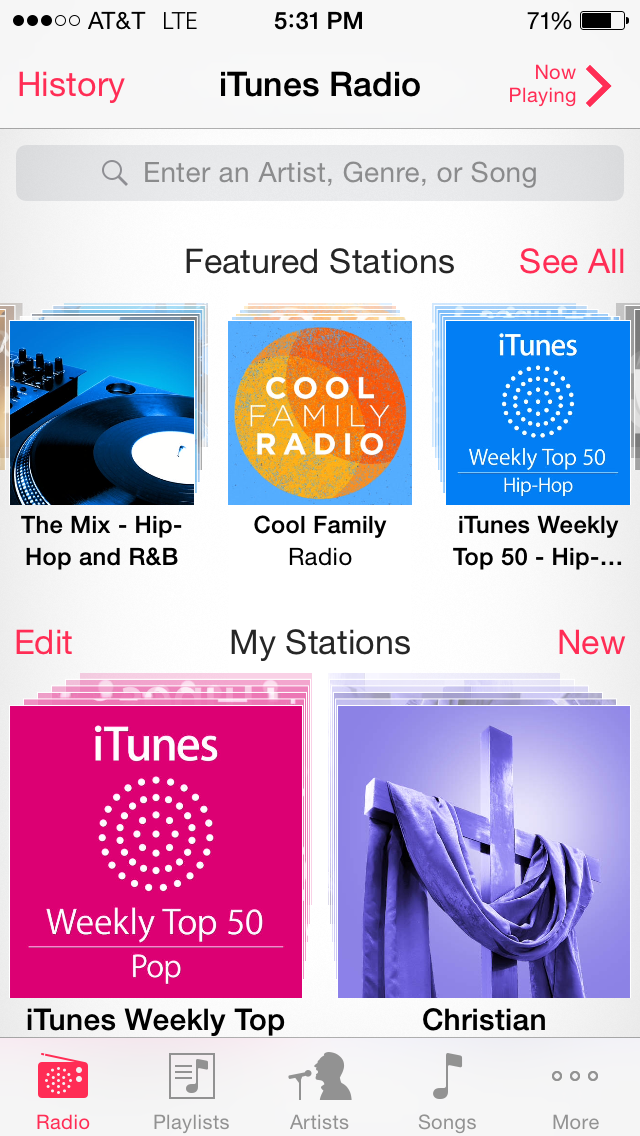 AT&T LTE 5:31 PM 71%
History iTunes Radio Now Playing
Enter an Artist, Genre, or Song
Featured Stations See All
COOL
FAMILY
RADIO
iTunes
Weekly Top 50
Hip-Hop
The Mix - Hip-
Hop and R&B
Cool Family
Radio
iTunes Weekly
Top 50 - Hip-...
Edit My Stations New
iTunes
Weekly Top 50
Pop
iTunes Weekly Top
Christian
Radio Playlists Artists Songs More